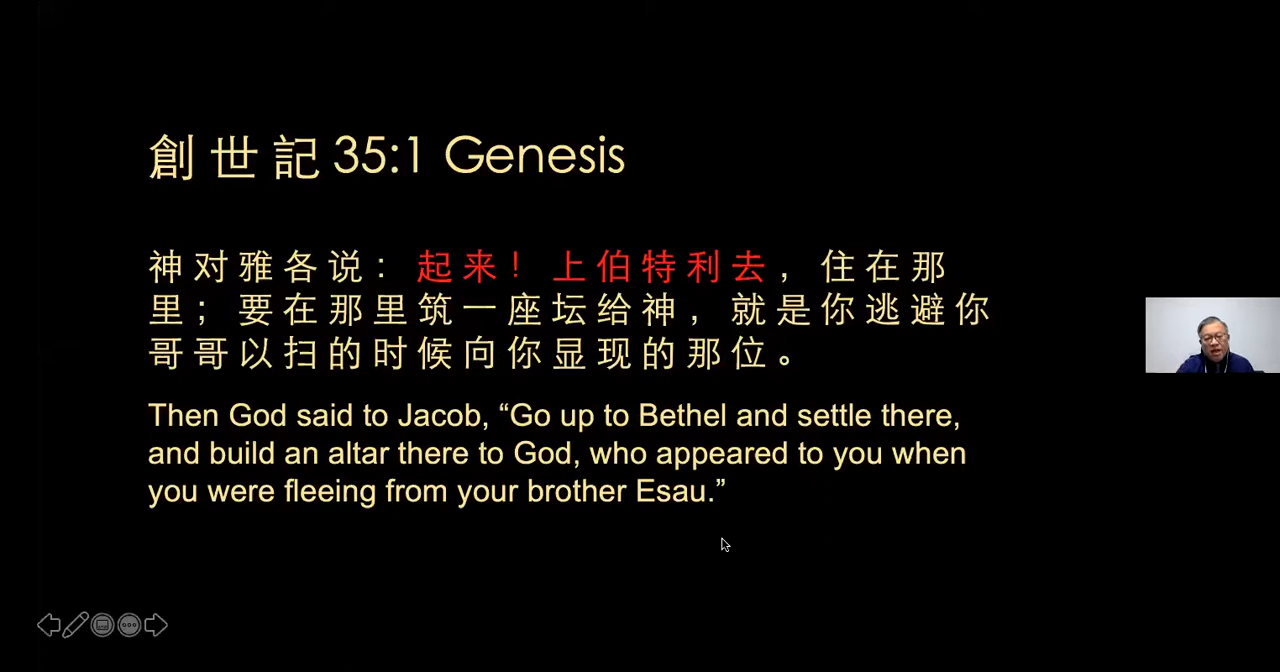 創世記 35:1 Genesis
神对雅各说：起来！上伯特利去，住在那
里；要在那里筑一座坛给神，就是你逃避你
哥哥以扫的时候向你显现的那位。
Then God said to Jacob, “Go up to Bethel and settle there,
and build an altar there to God, who appeared to you when
you were fleeing from your brother Esau.”